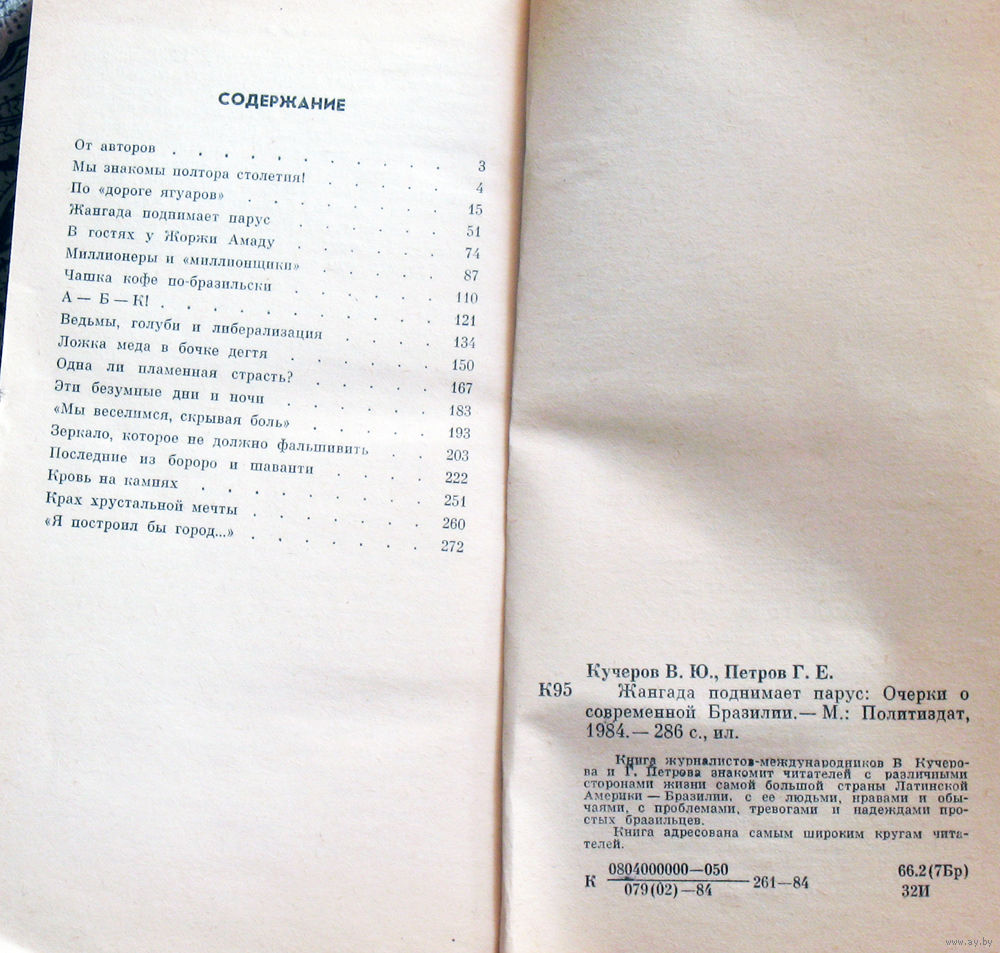 СОДЕРЖАНИЕ
От авторов . . . . . . . . . . . 3
Мы знакомы полтора столетия! . . . . . . 4
По «дороге ягуаров» . . . . . . . . 15
Жангада поднимает парус . . . . . . . 51
В гостях у Жоржи Амаду . . . . . . . 74
Миллионеры и «миллионщики» . . . . . . 87
Чашка кофе по-бразильски . . . . . . . 110
А — Б — К! . . . . . . . . . . . 121
Ведьмы, голуби и либерализация . . . . . 134
Ложка меда в бочке дегтя . . . . . . . 150
Одна ли пламенная страсть? . . . . . . 167
Эти безумные дни и ночи . . . . . . . 183
«Мы веселимся, скрывая боль» . . . . . . 193
Зеркало, которое не должно фальшивить . . 203
Последние из бороро и шаванти . . . . . 222
Кровь на камнях . . . . . . . . . 251
Крах хрустальной мечты . . . . . . . 260
«Я построил бы город...» . . . . . . . 272
Кучеров В. Ю., Петров Г. Е.
К95 Жангада поднимает парус: Очерки о
современной Бразилии.— М.: Политиздат,
1984.— 286 с., ил.
Книга журналистов-международников В Кучеро-
ва и Г. Петрова знакомит читателей с различными
сторонами жизни самой большой страны Латинской
Америки — Бразилии, с ее людьми, нравами и обы-
чаями, с проблемами, тревогами и надеждами про-
стых бразильцев.
Книга адресована самым широким кругам чита-
телей.
К 0804000000—050 / 079(02)—84 261—84 66.2(7Бр)
32И
www.ay.by